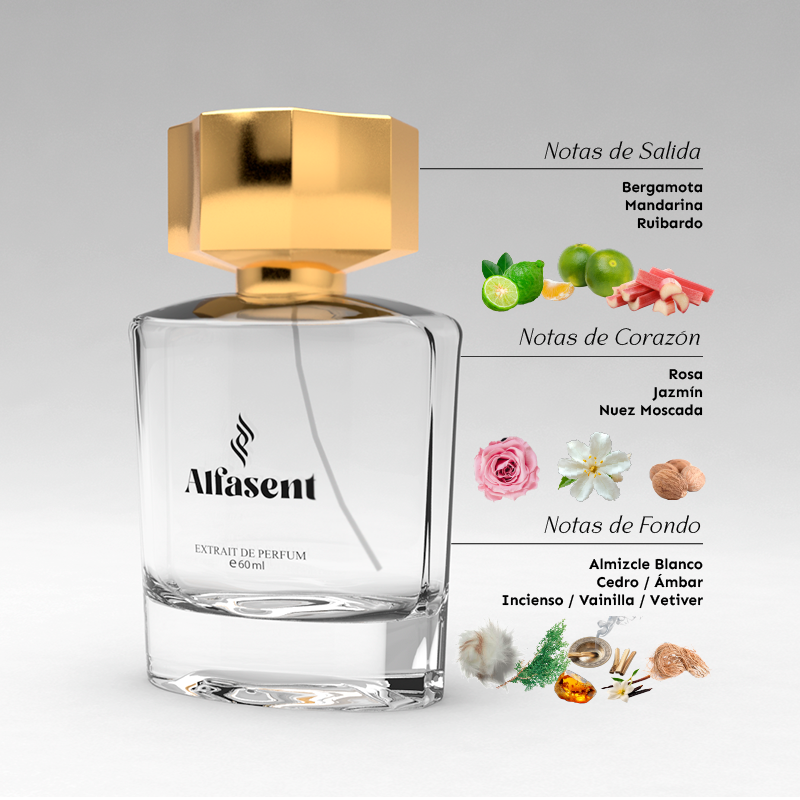 Notas de Salida
Bergamota
Mandarina
Ruibardo
Notas de Corazón
Rosa
Jazmín
Nuez Moscada
Alfasent
EXTRAIT DE PERFUM
e60ml
Notas de Fondo
Almizcle Blanco
Cedro / Ámbar
Incienso / Vainilla / Vetiver